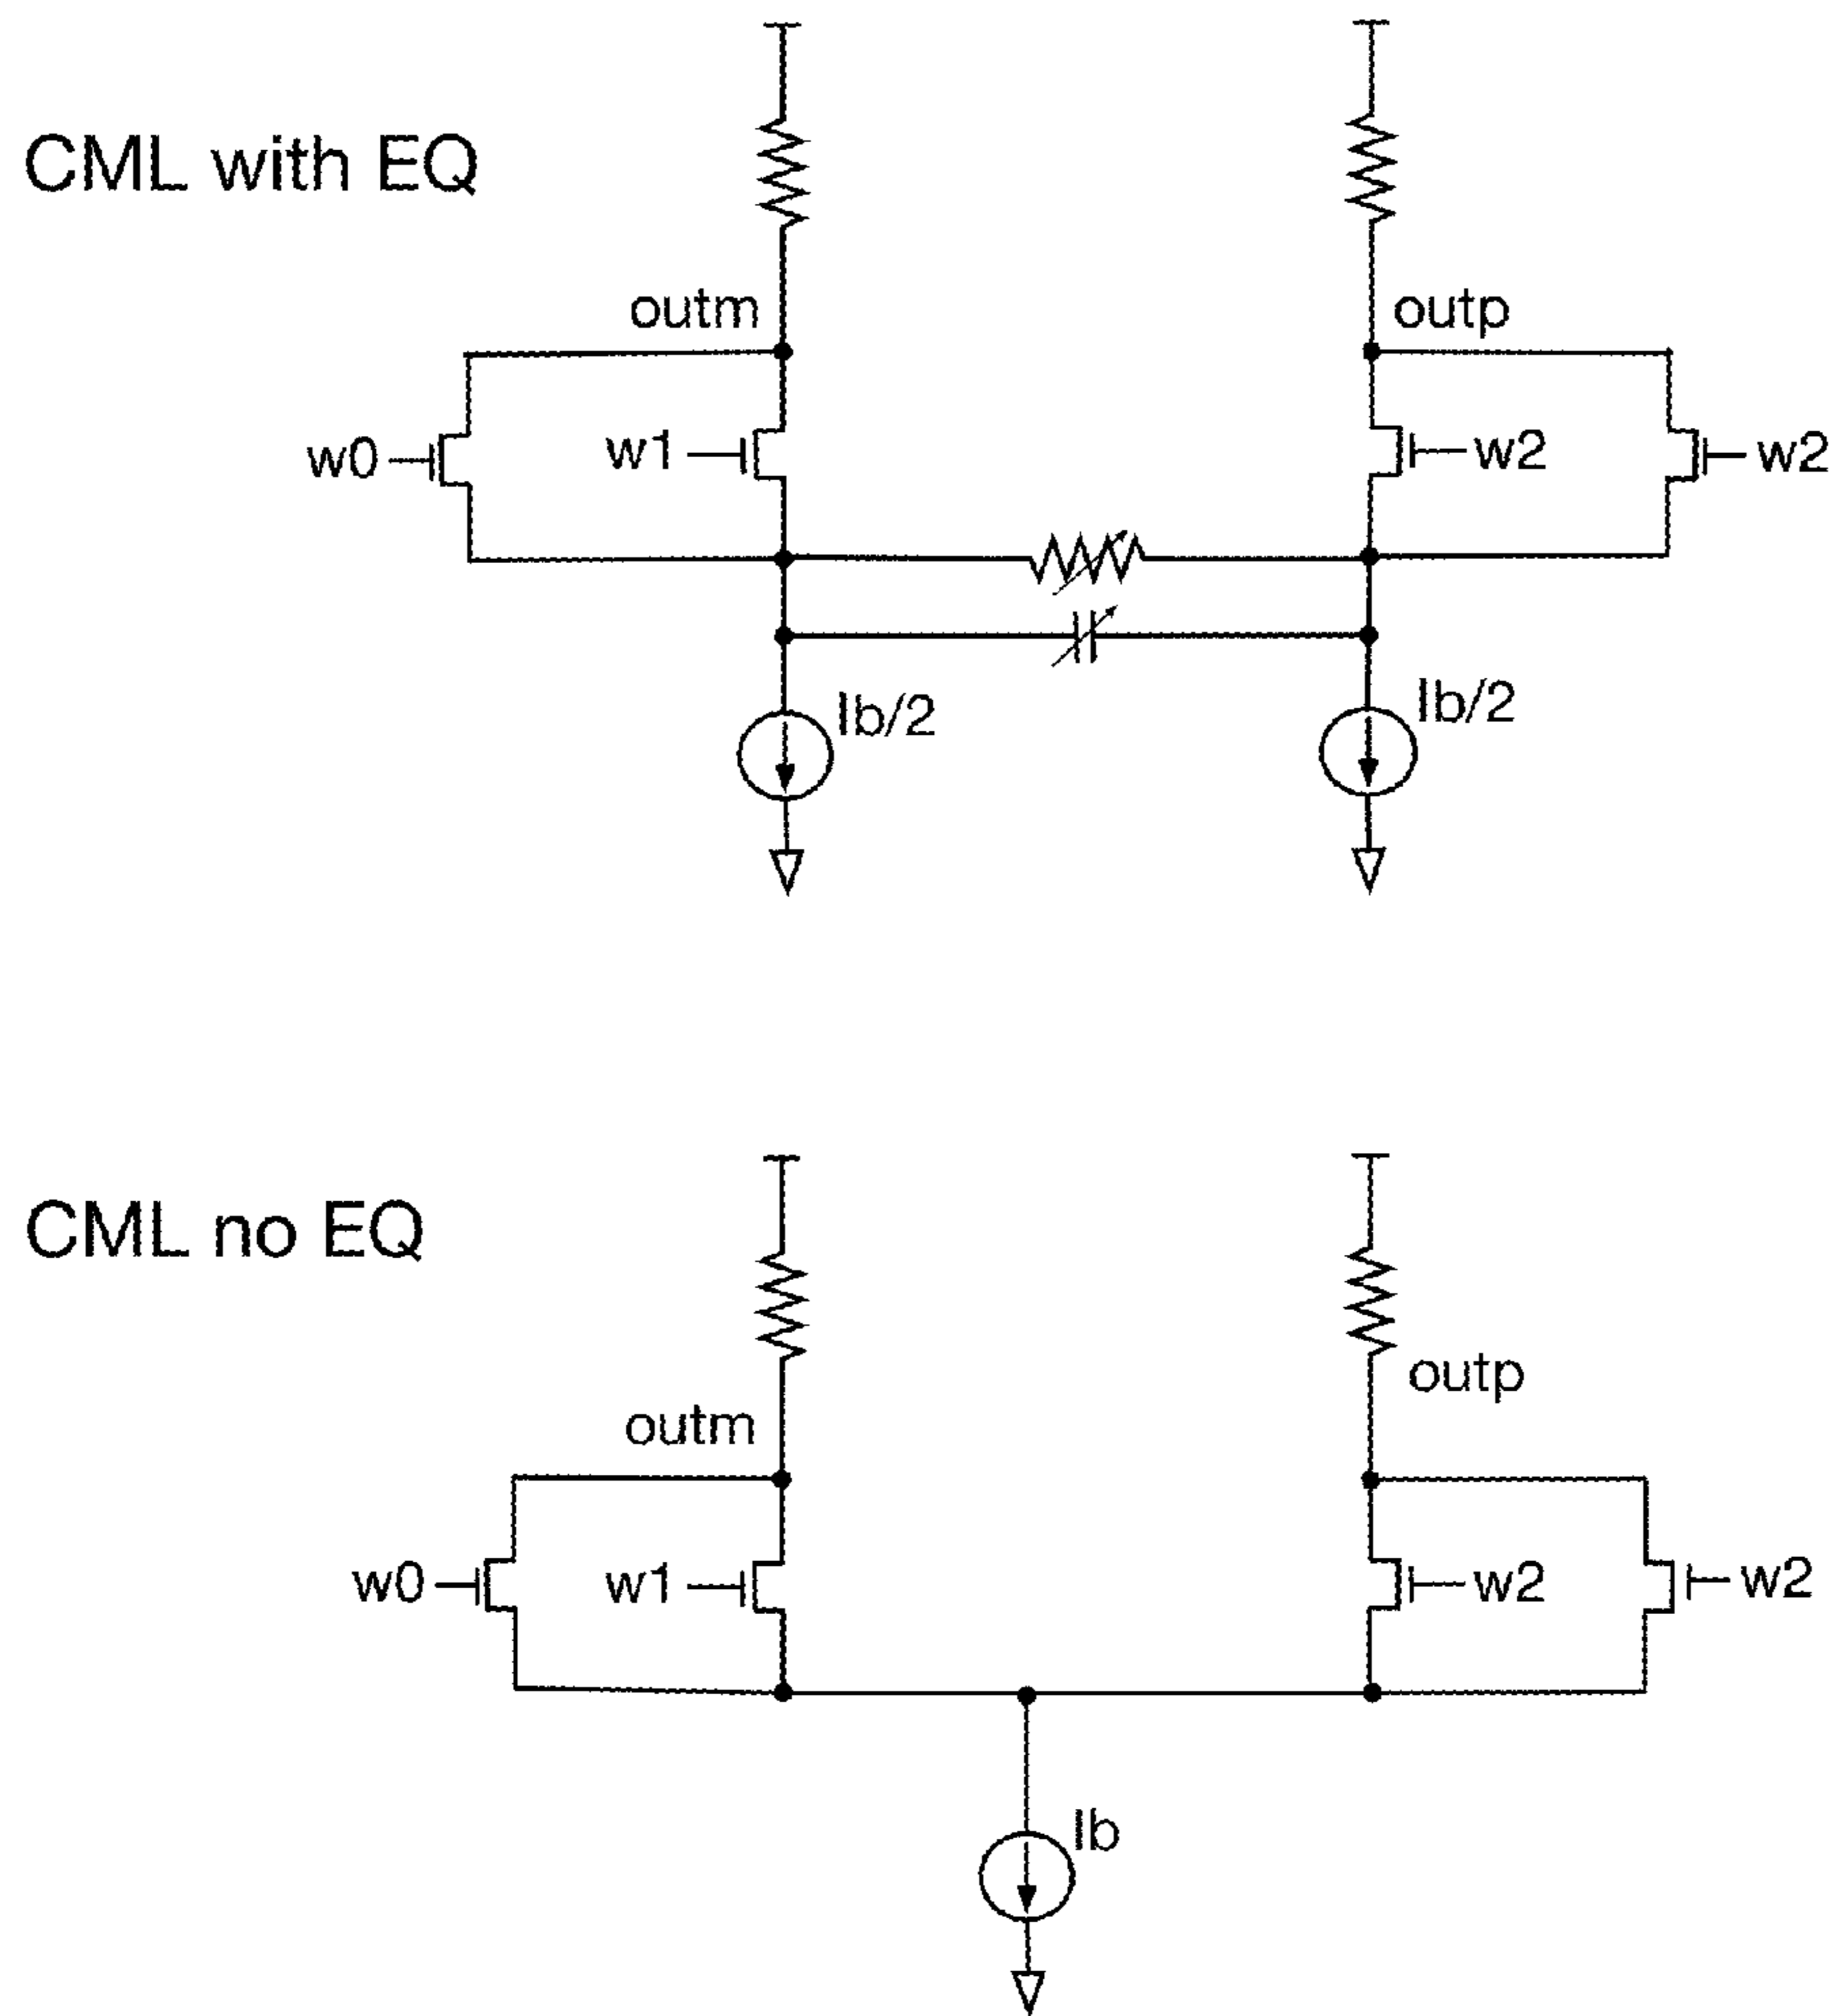 CML with EQ
outm
outp
w0
w1
w2
w2
Ib/2
Ib/2
CML no EQ
outp
outm
w0
w1
w2
w2
Ib